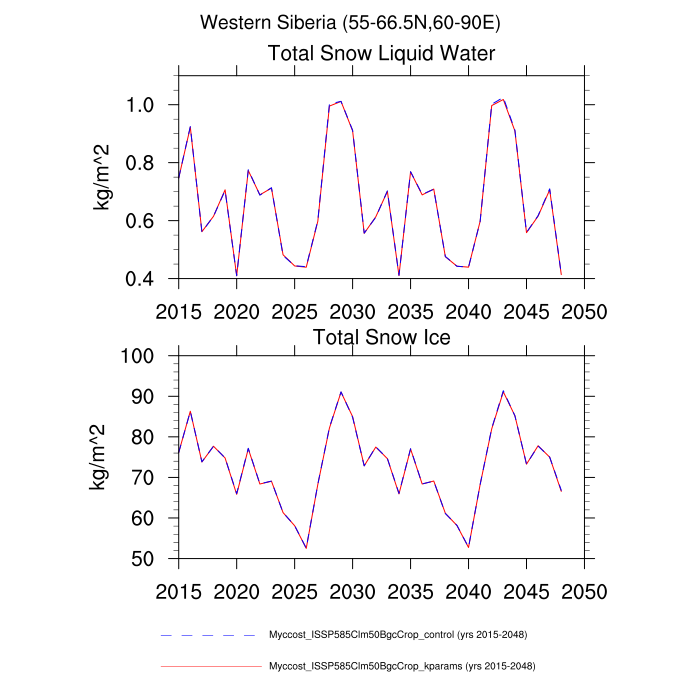 Western Siberia (55-66.5N,60-90E)
Total Snow Liquid Water
kg/m^2
1.0
0.8
0.6
0.4
2015 2020 2025 2030 2035 2040 2045 2050
Total Snow Ice
kg/m^2
100
90
80
70
60
50
2015 2020 2025 2030 2035 2040 2045 2050
Myccost_ISSP585Clm50BgcCrop_control (yrs 2015-2048)
Myccost_ISSP585Clm50BgcCrop_kparams (yrs 2015-2048)